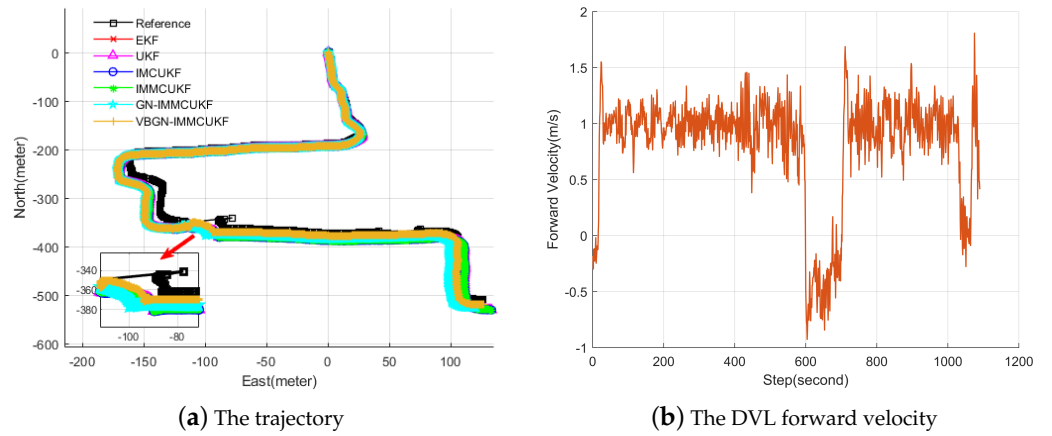 Reference
EKF
UKF
IMCUKF
IMMCUKF
GN-IMMCUKF
VBGN-IMMCUKF
North(meter)
0
-100
-200
-300
-400
-500
-600
-340
-360
-380
-100 -80
-200 -150 -100 -50 0 50 100
East(meter)
(a) The trajectory
Forward Velocity(m/s)
2
1.5
1
0.5
0
-0.5
-1
0 200 400 600 800 1000 1200
Step(second)
(b) The DVL forward velocity